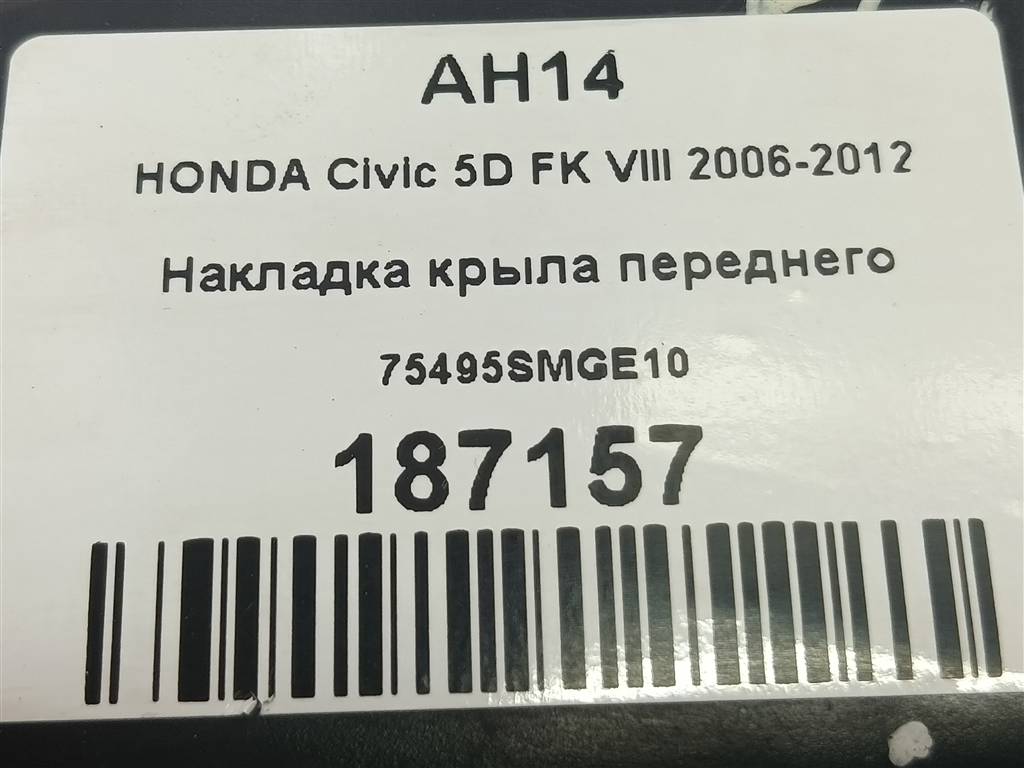 AH14
HONDA Civic 5D FK VIII 2006-2012
Накладка крыла переднего
75495SMGE10
187157